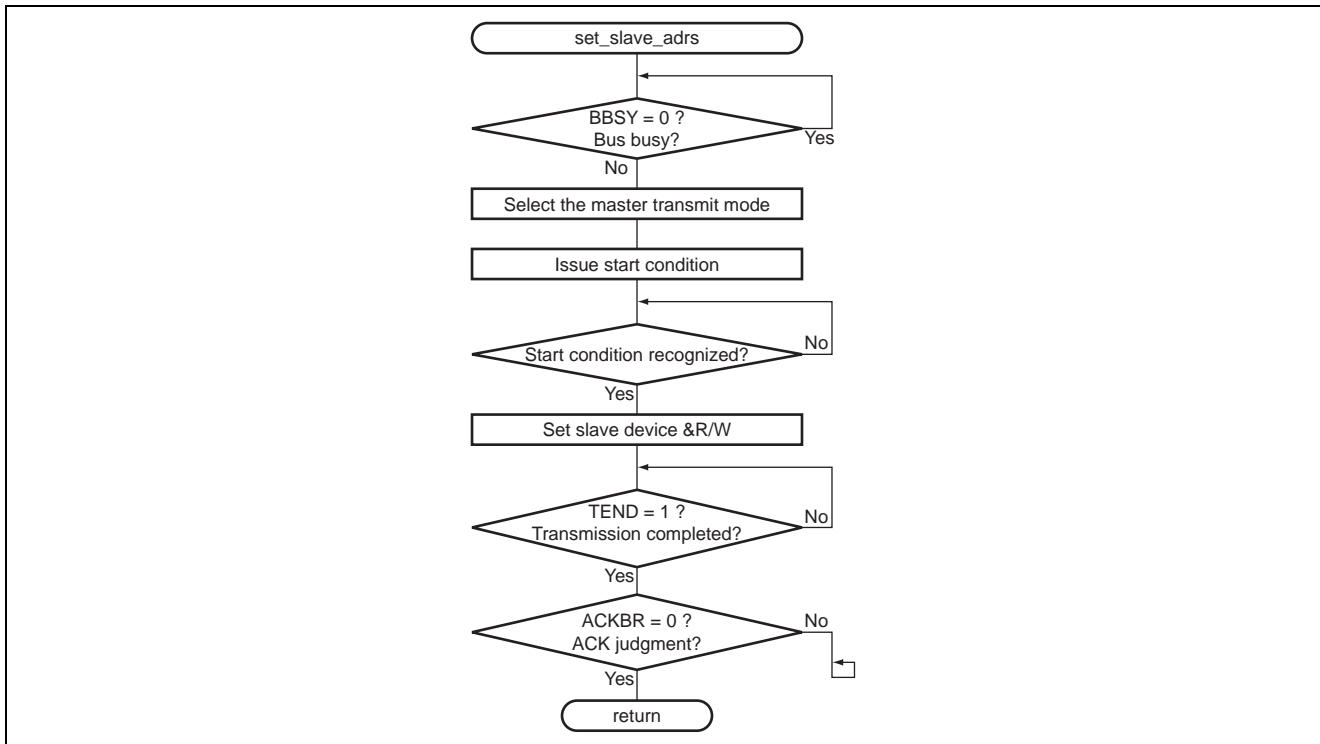 set_slave_adrs
BBSY = 0 ?
Bus busy?
Yes
No
Select the master transmit mode
Issue start condition
No
Start condition recognized?
Yes
Set slave device &R/W
TEND = 1 ?
No
Transmission completed?
Yes
ACKBR = 0 ?
No
ACK judgment?
Yes
return